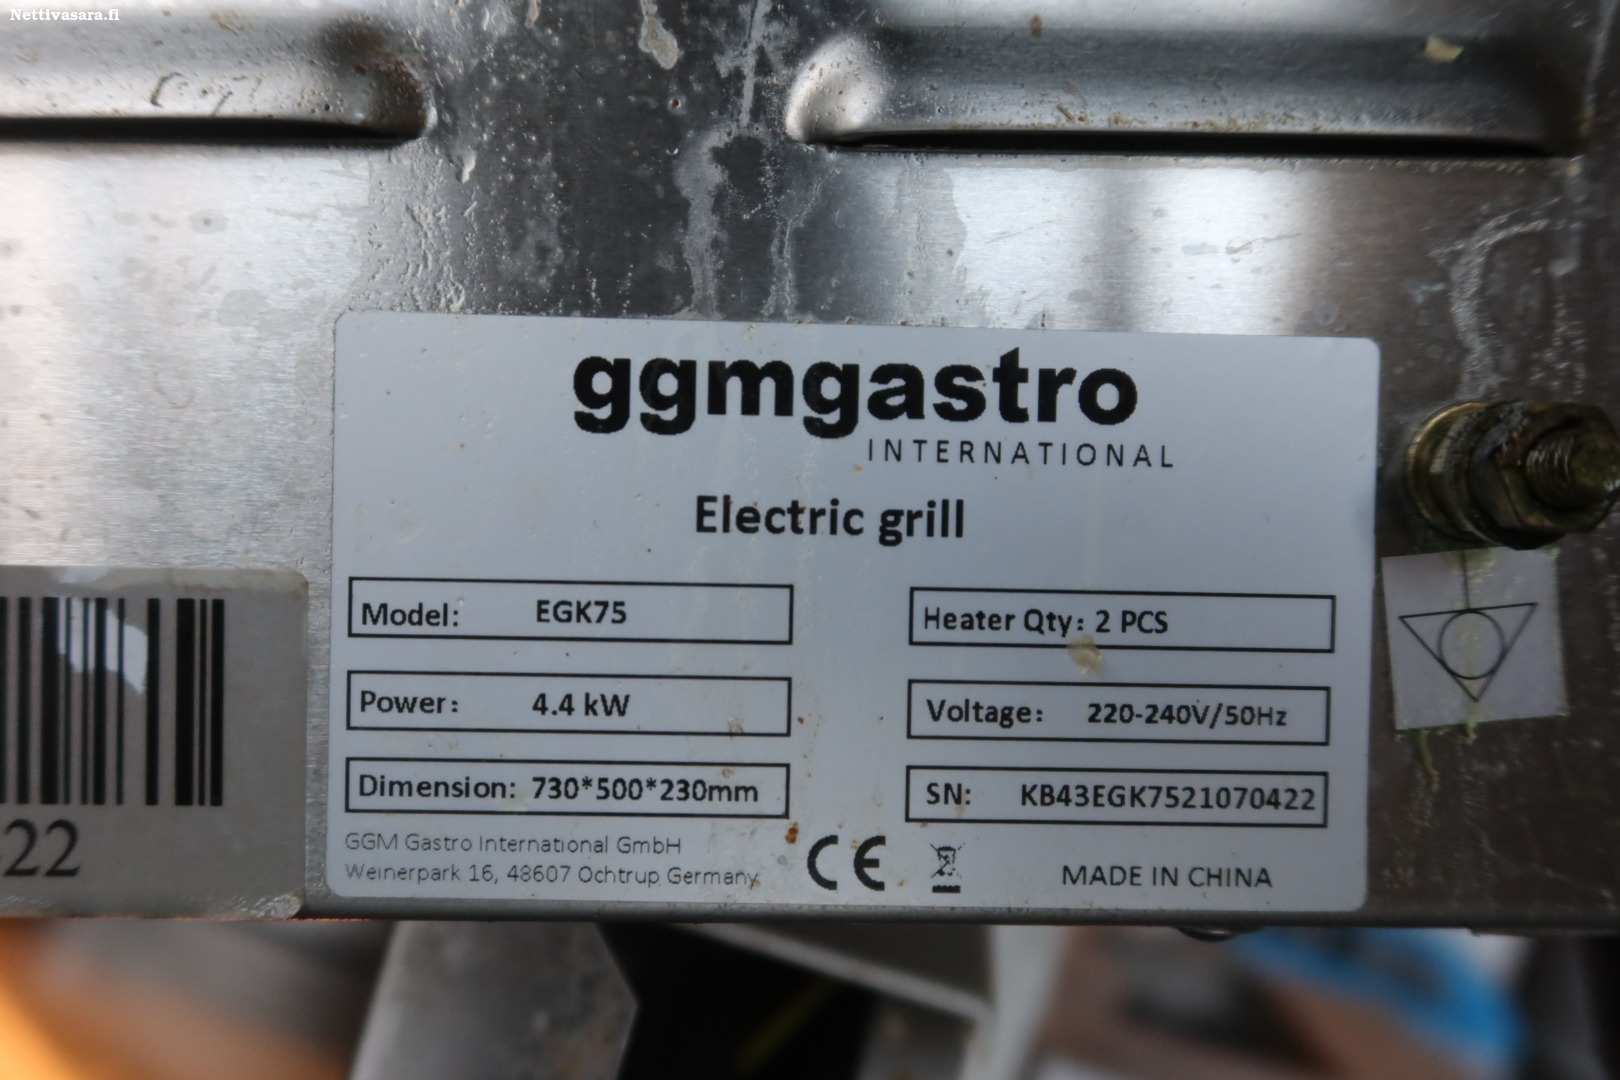 Nettivasara.fi
ggmgastro
INTERNATIONAL
Electric grill
Model: EGK75
Heater Qty: 2 PCS
Power: 4.4 kW
Voltage: 220-240V/50Hz
Dimension: 730*500*230mm
SN: KB43EGK7521070422
GGM Gastro International GmbH
Weinerpark 16, 48607 Ochtrup Germany
CE
MADE IN CHINA
22